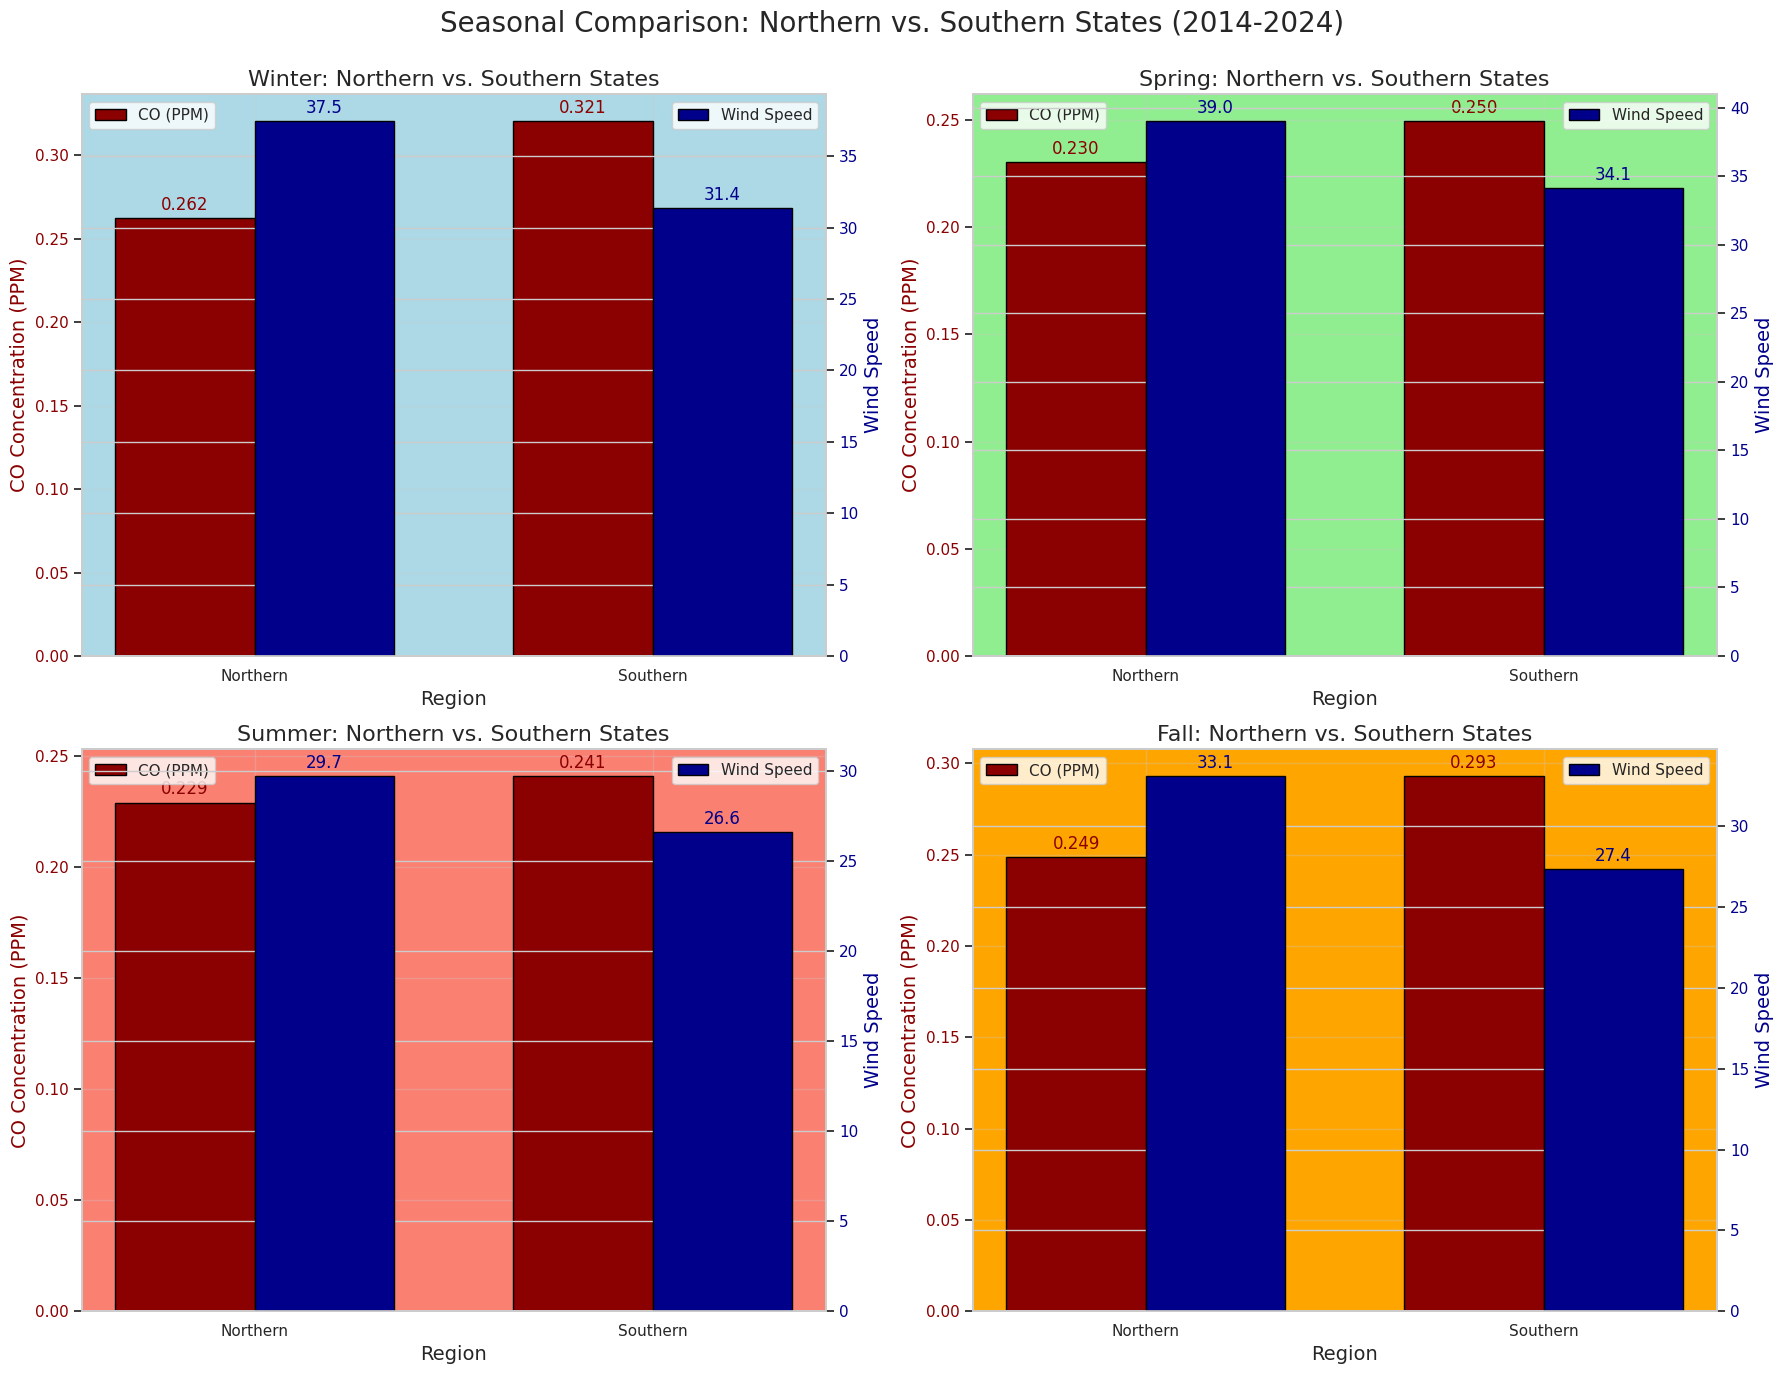 Seasonal Comparison: Northern vs. Southern States (2014-2024)
Winter: Northern vs. Southern States
CO (PPM)
Wind Speed
37.5
0.321
0.262
31.4
0.30
0.25
0.20
0.15
0.10
0.05
0.00
35
30
25
20
15
10
5
0
CO Concentration (PPM)
Wind Speed
Northern
Southern
Region
Spring: Northern vs. Southern States
CO (PPM)
Wind Speed
39.0
0.250
0.230
34.1
0.25
0.20
0.15
0.10
0.05
0.00
40
35
30
25
20
15
10
5
0
CO Concentration (PPM)
Wind Speed
Northern
Southern
Region
Summer: Northern vs. Southern States
CO (PPM)
Wind Speed
29.7
0.241
0.229
26.6
0.25
0.20
0.15
0.10
0.05
0.00
30
25
20
15
10
5
0
CO Concentration (PPM)
Wind Speed
Northern
Southern
Region
Fall: Northern vs. Southern States
CO (PPM)
Wind Speed
33.1
0.293
0.249
27.4
0.30
0.25
0.20
0.15
0.10
0.05
0.00
30
25
20
15
10
5
0
CO Concentration (PPM)
Wind Speed
Northern
Southern
Region